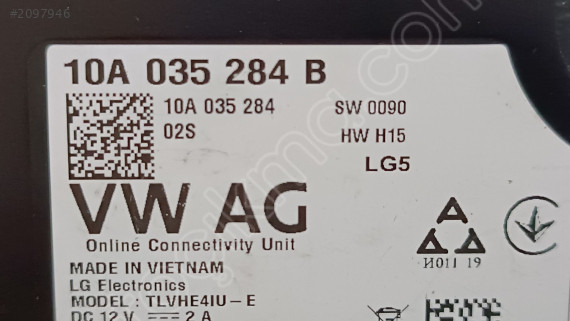 #2097946
10A 035 284 B
10A 035 284
SW 0090
02S
HW H15
LG5
VW AG
Online Connectivity Unit
MADE IN VIETNAM
LG Electronics
MODEL : TLVHE4IU-E
DC 12 V ⎓ 2 A
И011 19